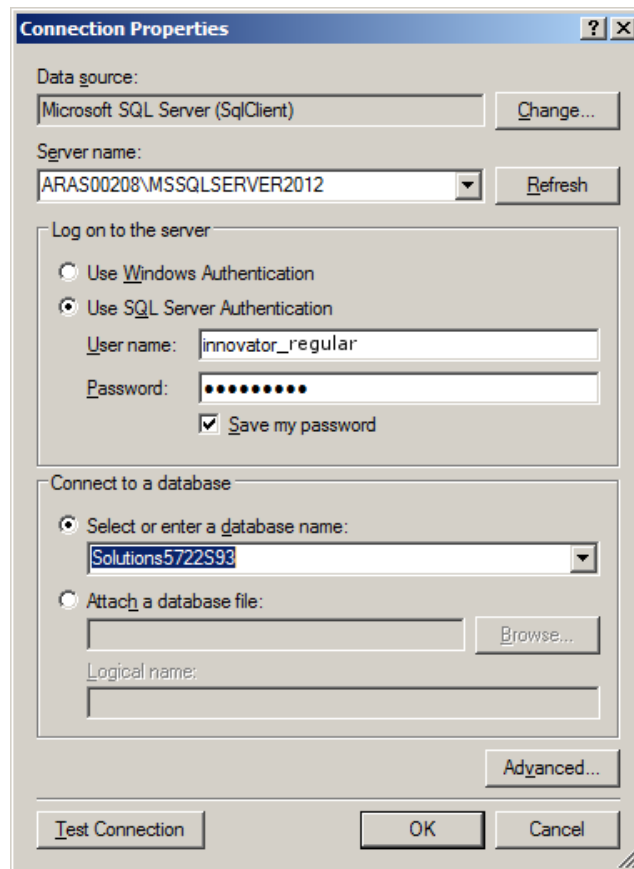 Connection Properties
Data source:
Microsoft SQL Server (SqlClient)
Change...
Server name:
ARAS00208\MSSQLSERVER2012
Refresh
Log on to the server
Use Windows Authentication
Use SQL Server Authentication
User name: innovator_regular
Password: ●●●●●●●●●
Save my password
Connect to a database
Select or enter a database name:
Solutions5722S93
Attach a database file:
Browse...
Logical name:
Advanced...
Test Connection OK Cancel